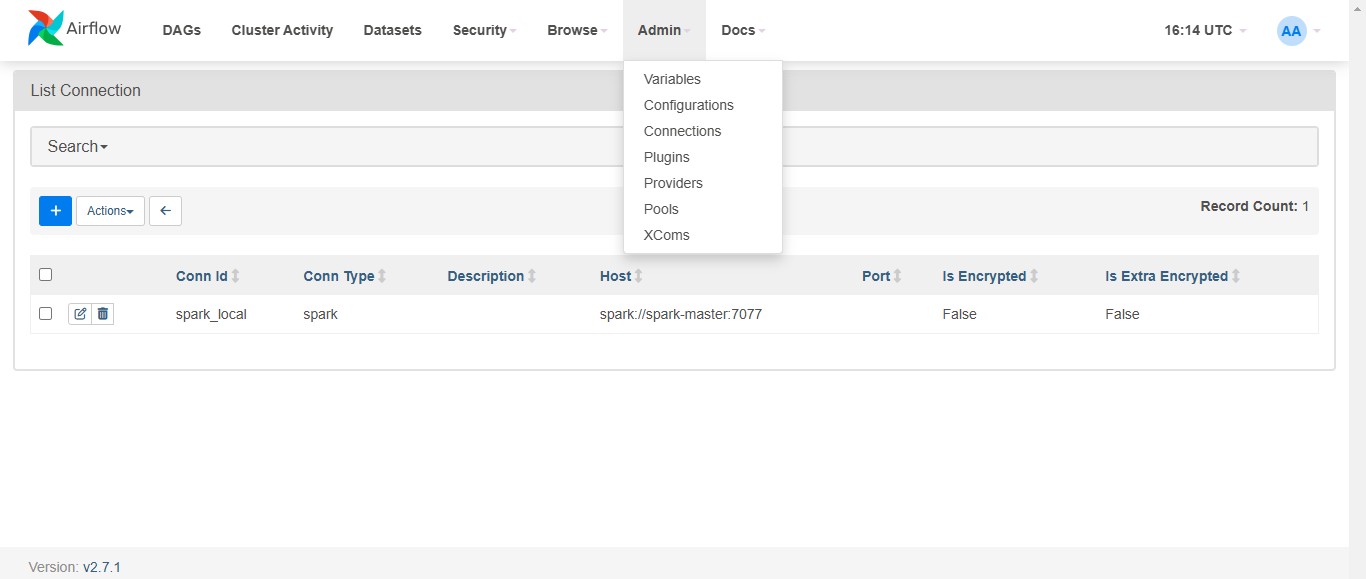 Airflow DAGs Cluster Activity Datasets Security Browse Admin Docs 16:14 UTC AA
Variables
Configurations
Connections
Plugins
Providers
Pools
XComs
List Connection
Search
+ Actions ←
Record Count: 1
Conn Id Conn Type Description Host Port Is Encrypted Is Extra Encrypted
spark_local spark spark://spark-master:7077 False False
Version: v2.7.1